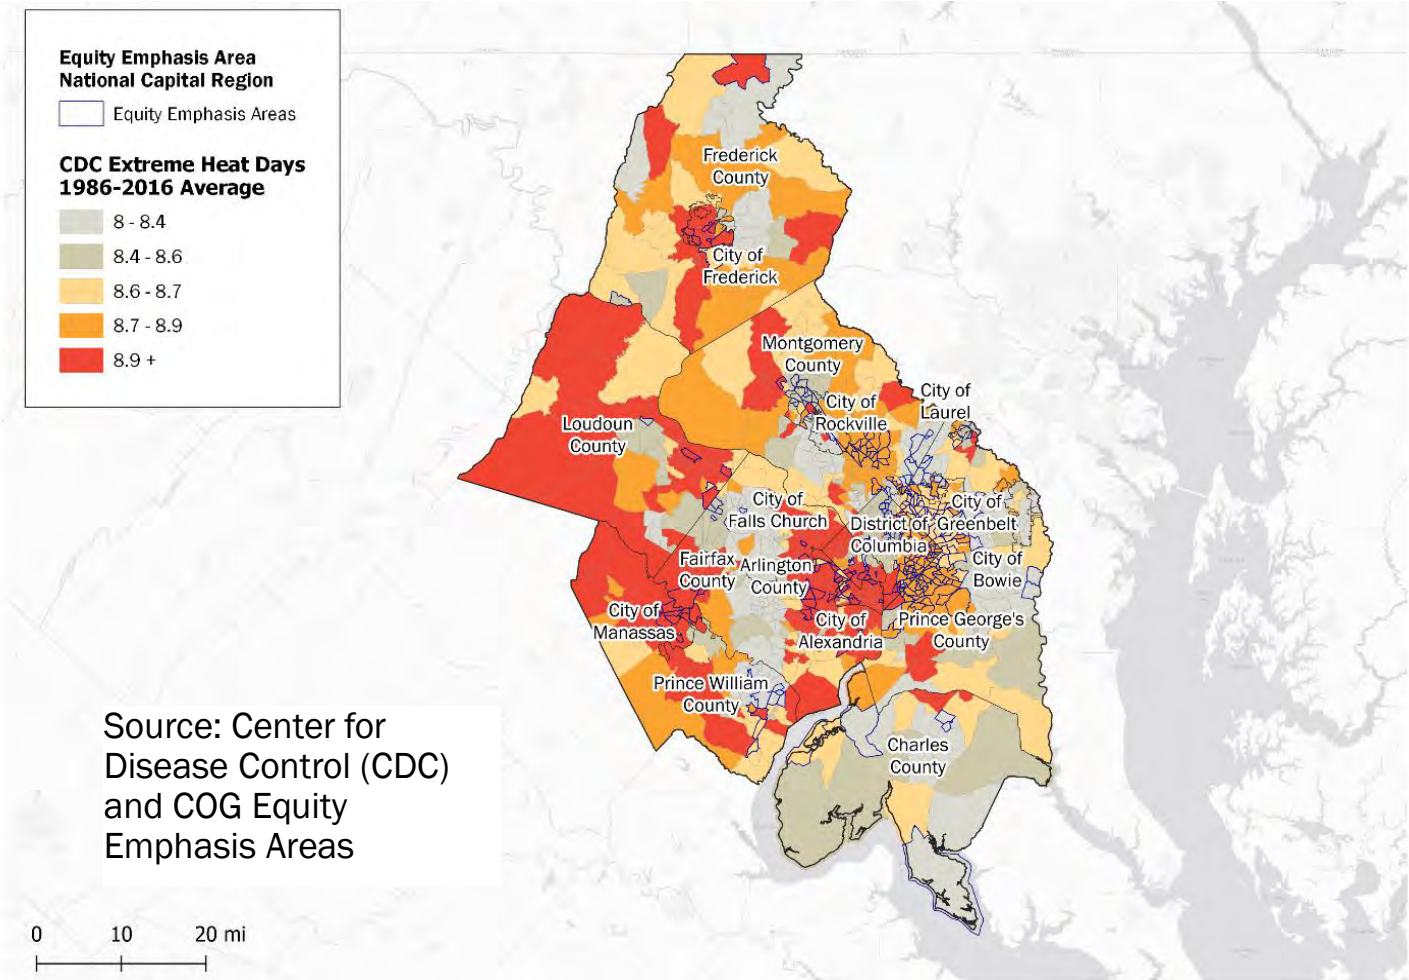 Equity Emphasis Area
National Capital Region
Equity Emphasis Areas
CDC Extreme Heat Days
1986-2016 Average
8 - 8.4
8.4 - 8.6
8.6 - 8.7
8.7 - 8.9
8.9 +
Frederick
County
City of
Frederick
Montgomery
County
City of
Rockville
City of
Laurel
Loudoun
County
City of
Falls Church
District of
Columbia
City of
Greenbelt
Fairfax
County
Arlington
County
City of
Bowie
City of
Manassas
City of
Alexandria
Prince George's
County
Prince William
County
Charles
County
Source: Center for
Disease Control (CDC)
and COG Equity
Emphasis Areas
0 10 20 mi